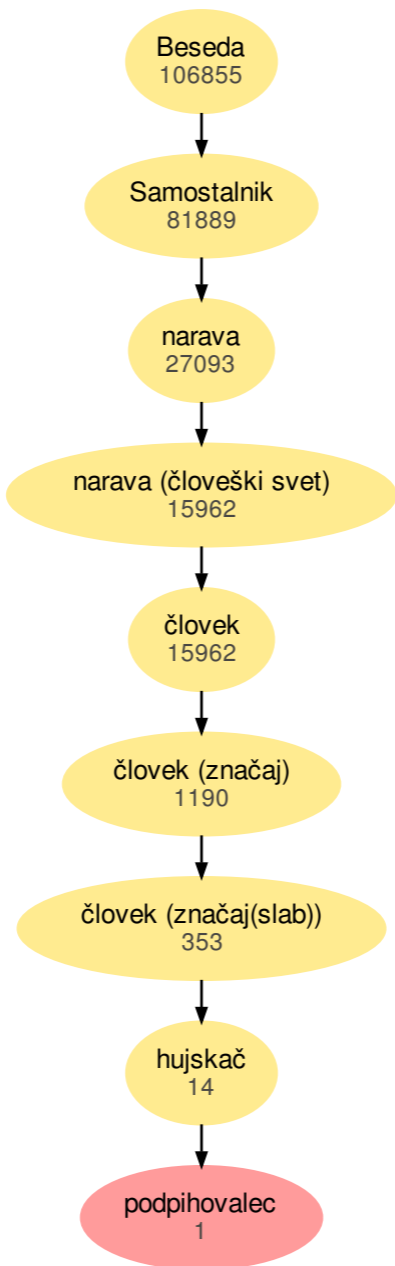 Beseda
106855
Samostalnik
81889
narava
27093
narava (človeški svet)
15962
človek
15962
človek (značaj)
1190
človek (značaj(slab))
353
hujskač
14
podpihovalec
1